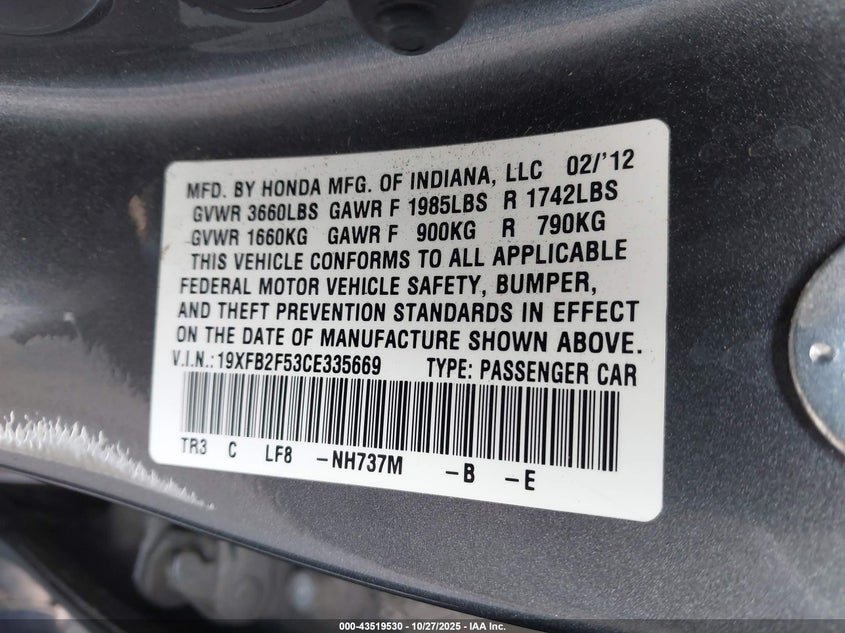 MFD. BY HONDA MFG. OF INDIANA, LLC 02/'12
GVWR 3660LBS GAWR F 1985LBS R 1742LBS
GVWR 1660KG GAWR F 900KG R 790KG
THIS VEHICLE CONFORMS TO ALL APPLICABLE
FEDERAL MOTOR VEHICLE SAFETY, BUMPER,
AND THEFT PREVENTION STANDARDS IN EFFECT
ON THE DATE OF MANUFACTURE SHOWN ABOVE.
V.I.N.: 19XFB2F53CE335669 TYPE: PASSENGER CAR
TR3 C LF8 -NH737M -B -E
000-43519530 | 10/27/2025 - IAA Inc.